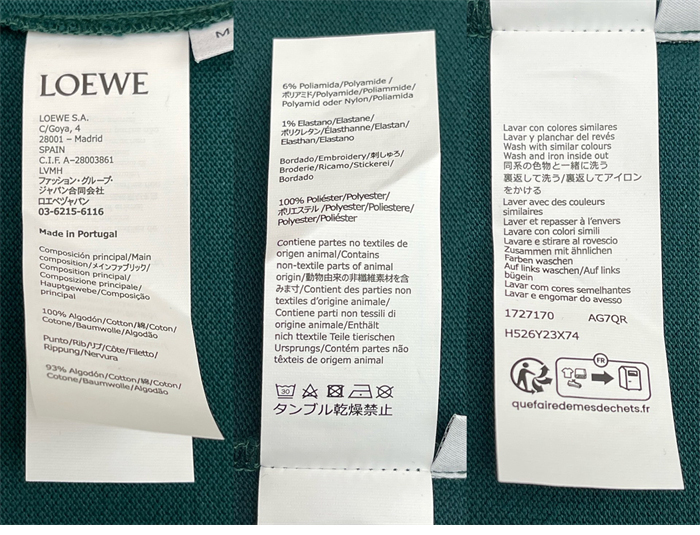 M
LOEWE
LOEWE S.A.
C/Goya, 4
28001 – Madrid
SPAIN
C.I.F. A-28003861
LVMH
ファッション・グループ・
ジャパン合同会社
ロエベジャパン
03-6215-6116
Made in Portugal
Composición principal/Main
composition/メインファブリック/
Composition principal/
Composizione principale/
Hauptgewebe/Composição
principal
100% Algodón/Cotton/綿/Coton/
Cotone/Baumwolle/Algodão
Punto/Rib/リブ/Côte/Filetto/
Rippung/Nervura
93% Algodón/Cotton/綿/Coton/
Cotone/Baumwolle/Algodão
6% Poliamida/Polyamide /
ポリアミド/Polyamide/Poliammide/
Polyamid oder Nylon/Poliamida
1% Elastano/Elastane/
ポリウレタン/Élasthanne/Elastan/
Elasthan/Elastano
Bordado/Embroidery/刺しゅう/
Broderie/Ricamo/Stickerei/
Bordado
100% Poliéster/Polyester/
ポリエステル /Polyester/Poliestere/
Polyester/Poliéster
Contiene partes no textiles de
origen animal/Contains
non-textile parts of animal
origin/動物由来の非繊維素材を含
みます/Contient des parties non
textiles d'origine animale/
Contiene parti non tessili di
origine animale/Enthält
nich ttextile Teile tierischen
Ursprungs/Contém partes não
têxteis de origem animal
30
タンブル乾燥禁止
Lavar con colores similares
Lavar y planchar del revés
Wash with similar colours
Wash and iron inside out
同系の色物と一緒に洗う
裏返して洗う/裏返してアイロン
をかける
Laver avec des couleurs
similaires
Laver et repasser à l'envers
Lavare con colori simili
Lavare e stirare al rovescio
Zusammen mit ähnlichen
Farben waschen
Auf links waschen/Auf links
bügeln
Lavar com cores semelhantes
Lavar e engomar do avesso
1727170 AG7QR
H526Y23X74
FR
quefairedemesdechets.fr